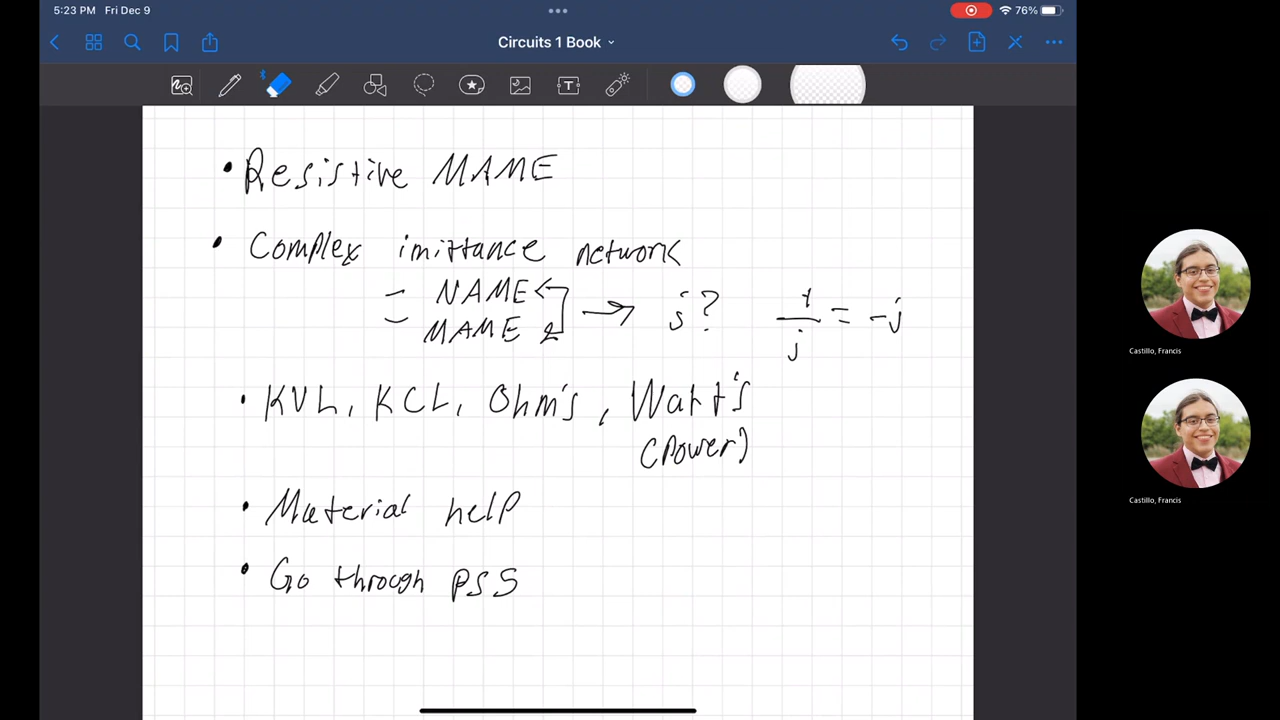 5:23 PM Fri Dec 9
76%
Circuits 1 Book
• Resistive MAME
• Complex imittance network
- NAME
- MAME
→ j? 1/j = -j
• KVL, KCL, Ohm's, Watt's
(Power)
• Material help
• Go through PSS
Castillo, Francis
Castillo, Francis